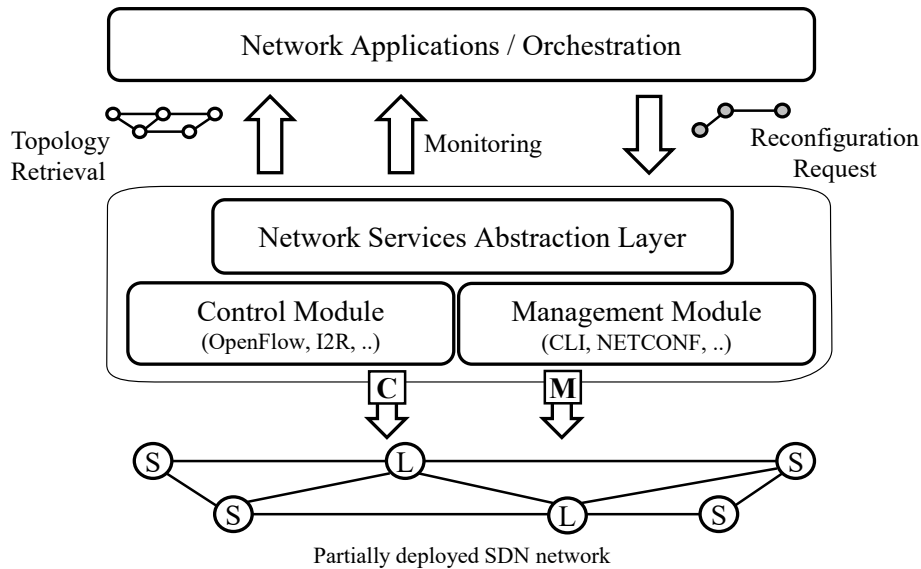 Network Applications / Orchestration
Topology
Retrieval
Monitoring
Reconfiguration
Request
Network Services Abstraction Layer
Control Module
(OpenFlow, I2R, ..)
Management Module
(CLI, NETCONF, ..)
C
M
S
L
S
S
L
S
Partially deployed SDN network